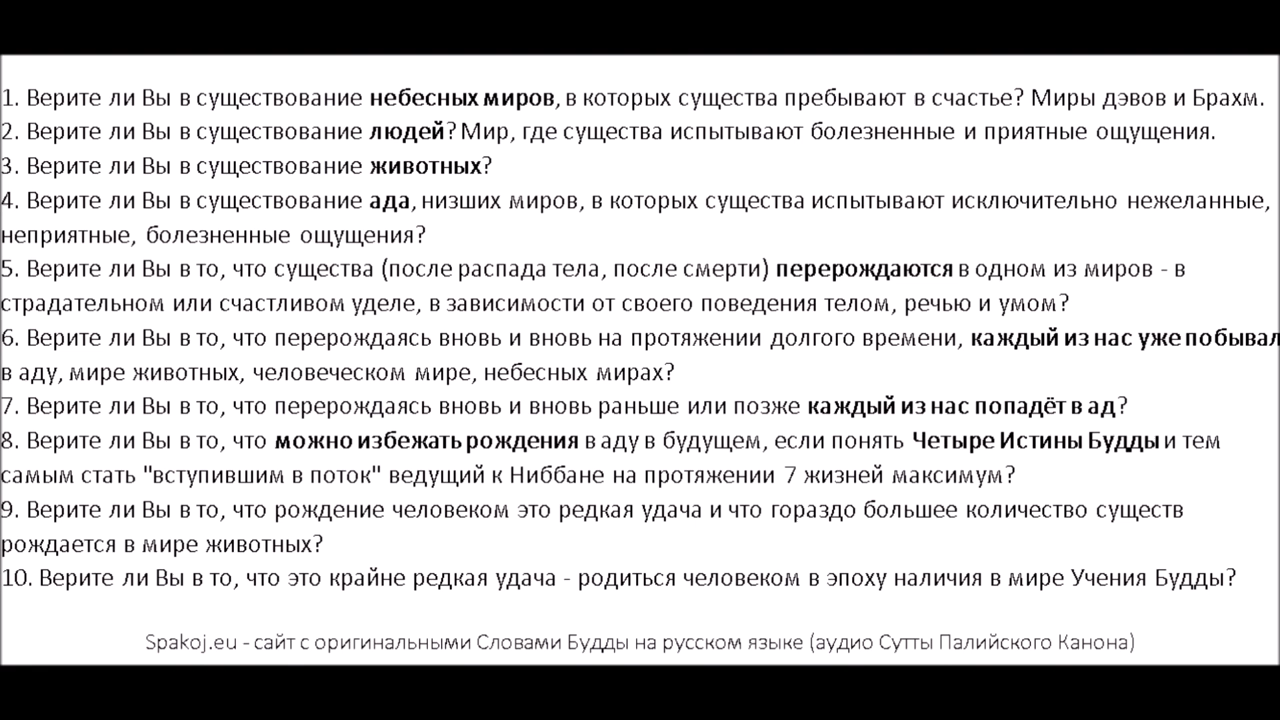 1. Верите ли Вы в существование небесных миров, в которых существа пребывают в счастье? Миры дэвов и Брахм.
2. Верите ли Вы в существование людей? Мир, где существа испытывают болезненные и приятные ощущения.
3. Верите ли Вы в существование животных?
4. Верите ли Вы в существование ада, низших миров, в которых существа испытывают исключительно нежеланные,
неприятные, болезненные ощущения?
5. Верите ли Вы в то, что существа (после распада тела, после смерти) перерождаются в одном из миров - в
страдательном или счастливом уделе, в зависимости от своего поведения телом, речью и умом?
6. Верите ли Вы в то, что перерождаясь вновь и вновь на протяжении долгого времени, каждый из нас уже побывал
в аду, мире животных, человеческом мире, небесных мирах?
7. Верите ли Вы в то, что перерождаясь вновь и вновь раньше или позже каждый из нас попадёт в ад?
8. Верите ли Вы в то, что можно избежать рождения в аду в будущем, если понять Четыре Истины Будды и тем
самым стать "вступившим в поток" ведущий к Ниббане на протяжении 7 жизней максимум?
9. Верите ли Вы в то, что рождение человеком это редкая удача и что гораздо большее количество существ
рождается в мире животных?
10. Верите ли Вы в то, что это крайне редкая удача - родиться человеком в эпоху наличия в мире Учения Будды?
Spakoj.eu - сайт с оригинальными Словами Будды на русском языке (аудио Сутты Палийского Канона)